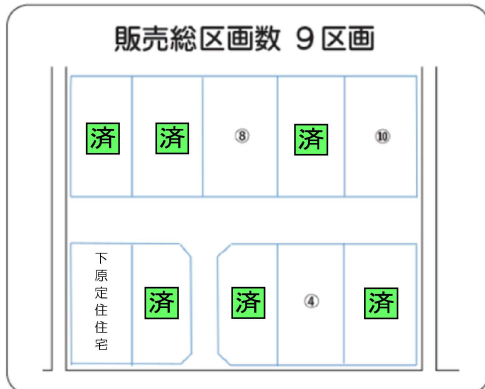 販売総区画数 9区画
済 済 ⑧ 済 ⑩
下原定住住宅 済 済 ④ 済